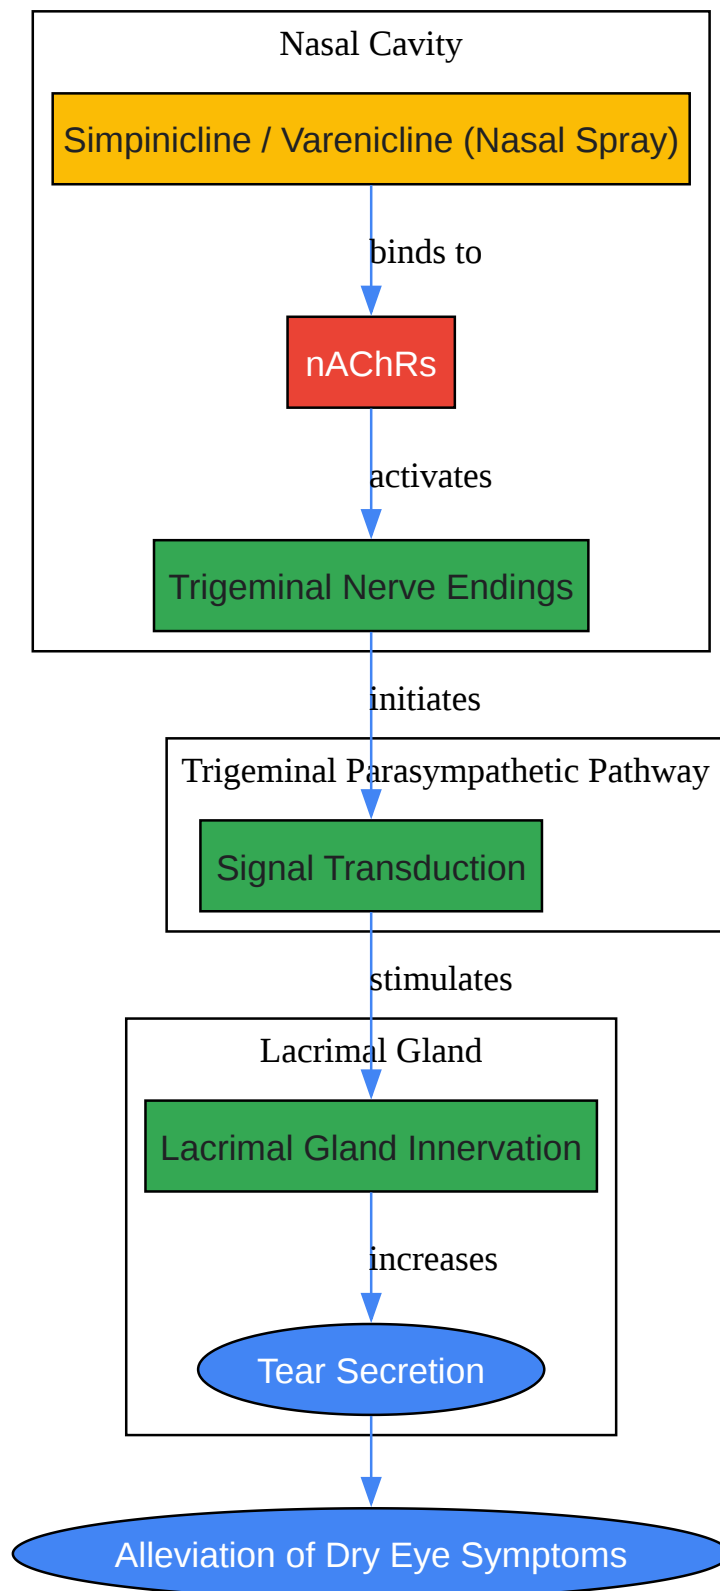 Nasal Cavity
Simpinicline / Varenicline (Nasal Spray)
binds to
nAChRs
activates
Trigeminal Nerve Endings
initiates
Trigeminal Parasympathetic Pathway
Signal Transduction
stimulates
Lacrimal Gland
Lacrimal Gland Innervation
increases
Tear Secretion
Alleviation of Dry Eye Symptoms